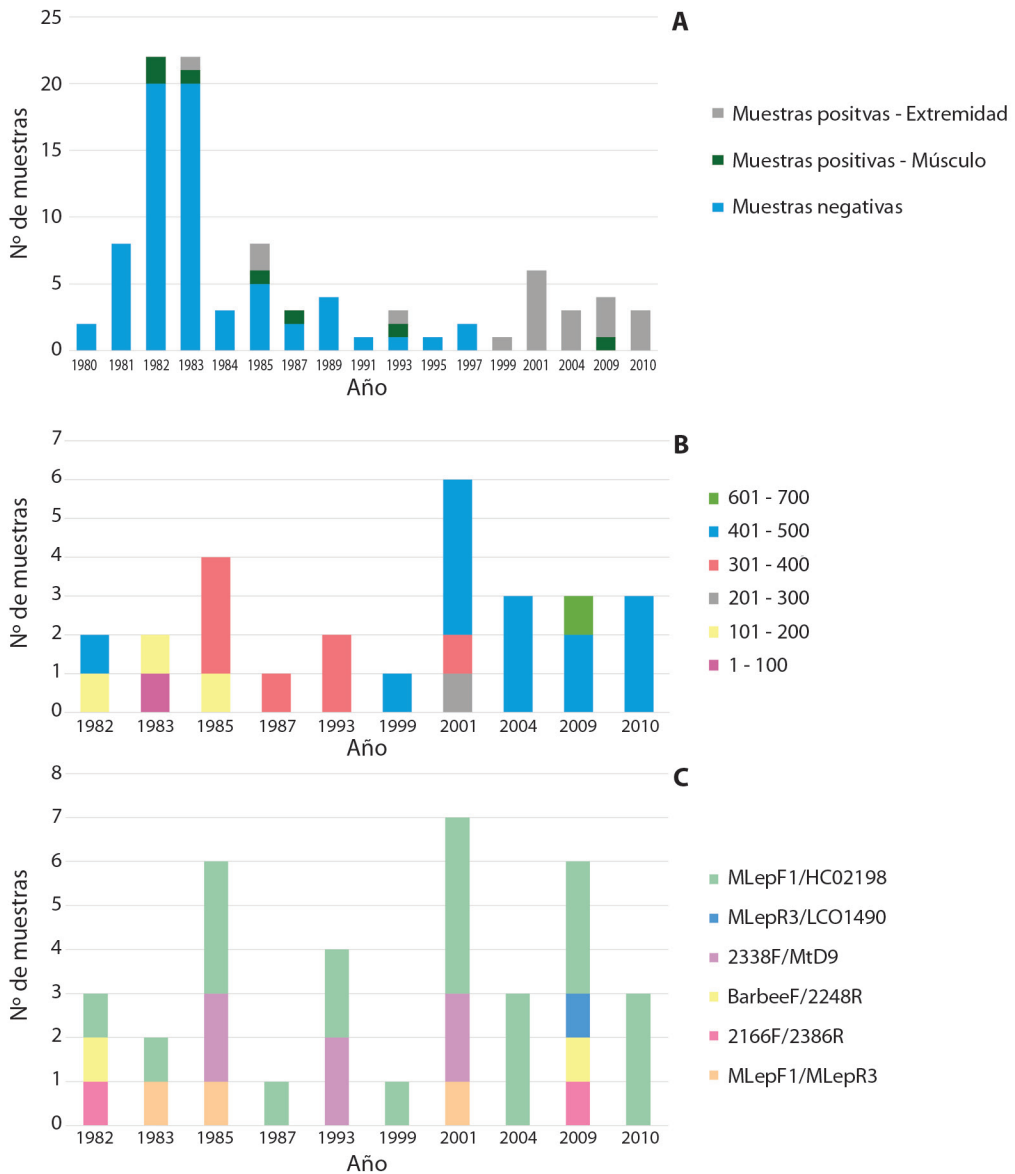 A
25
20
15
10
5
0
Nº de muestras
1980 1981 1982 1983 1984 1985 1987 1989 1991 1993 1995 1997 1999 2001 2004 2009 2010
Año
Muestras positvas - Extremidad
Muestras positivas - Músculo
Muestras negativas
B
7
6
5
4
3
2
1
0
Nº de muestras
1982 1983 1985 1987 1993 1999 2001 2004 2009 2010
Año
601 - 700
401 - 500
301 - 400
201 - 300
101 - 200
1 - 100
C
8
7
6
5
4
3
2
1
0
Nº de muestras
1982 1983 1985 1987 1993 1999 2001 2004 2009 2010
Año
MLepF1/HC02198
MLepR3/LCO1490
2338F/MtD9
BarbeeF/2248R
2166F/2386R
MLepF1/MLepR3